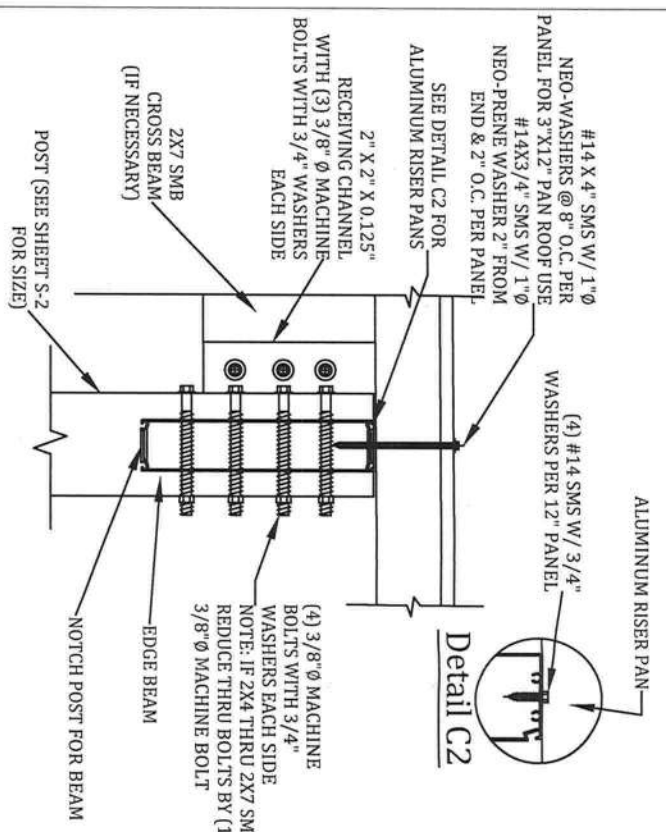 #14 X 4" SMS W/ 1"Ø
NEO-WASHERS @ 8" O.C. PER
PANEL FOR 3"X12" PAN ROOF USE
#14X3/4" SMS W/ 1"Ø
NEO-PRENE WASHER 2" FROM
END & 2" O.C. PER PANEL
SEE DETAIL C2 FOR
ALUMINUM RISER PANS
2" X 2" X 0.125"
RECEIVING CHANNEL
WITH (3) 3/8" Ø MACHINE
BOLTS WITH 3/4" WASHERS
EACH SIDE
2X7 SMB
CROSS BEAM
(IF NECESSARY)
POST (SEE SHEET S-2
FOR SIZE)
ALUMINUM RISER PAN
(4) #14 SMS W/ 3/4"
WASHERS PER 12" PANEL
Detail C2
(4) 3/8"Ø MACHINE
BOLTS WITH 3/4"
WASHERS EACH SIDE
NOTE: IF 2X4 THRU 2X7 SM
REDUCE THRU BOLTS BY (1
3/8"Ø MACHINE BOLT
EDGE BEAM
NOTCH POST FOR BEAM